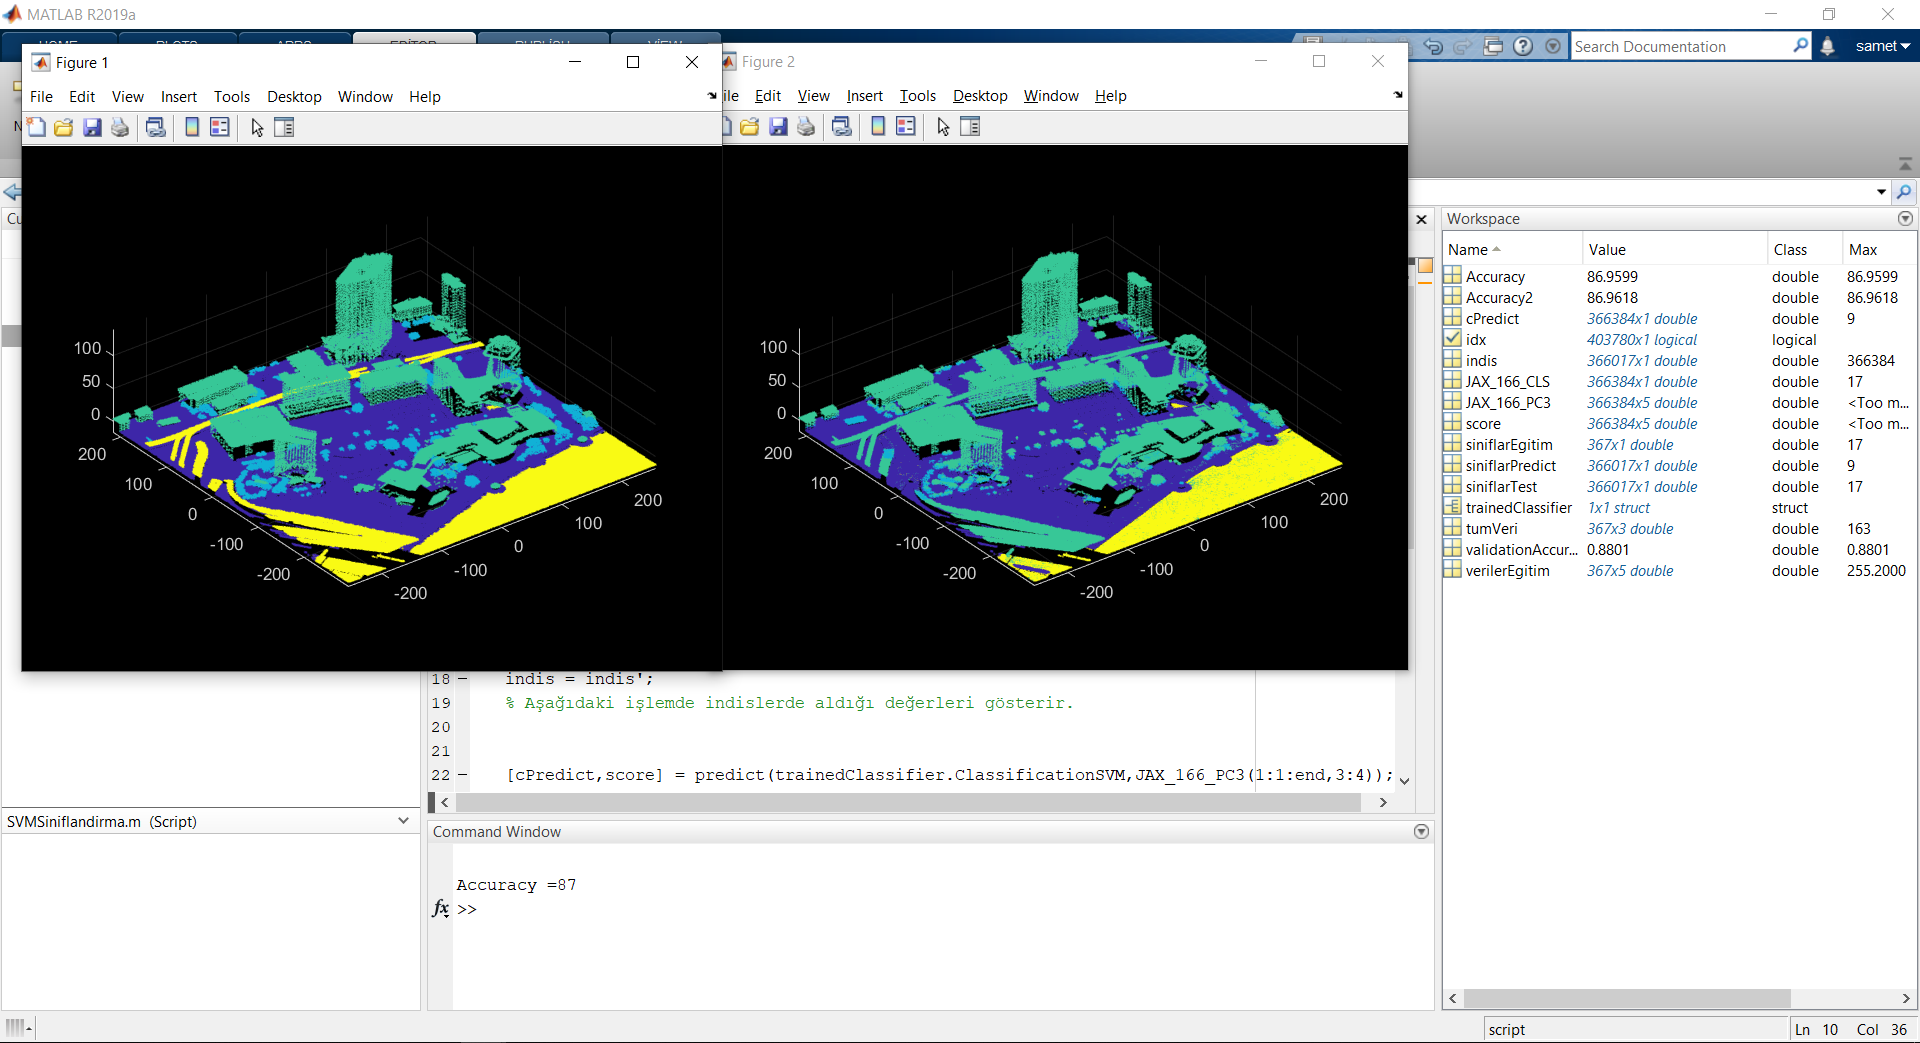 MATLAB R2019a
HOME PLOTS APPS EDITOR PUBLISH VIEW
Search Documentation
samet
Figure 1
File Edit View Insert Tools Desktop Window Help
100
50
0
200
100
0
-100
-200
200
100
0
-100
-200
Figure 2
ile Edit View Insert Tools Desktop Window Help
100
50
0
200
100
0
-100
-200
200
100
0
-100
-200
N
Cu
18 indis = indis';
19 % Aşağıdaki işlemde indislerde aldığı değerleri gösterir.
20
21
22 [cPredict,score] = predict(trainedClassifier.ClassificationSVM,JAX_166_PC3(1:1:end,3:4));
SVMSiniflandirma.m (Script)
Command Window
Accuracy =87
fx >>
Workspace
Name Value Class Max
Accuracy 86.9599 double 86.9599
Accuracy2 86.9618 double 86.9618
cPredict 366384x1 double double 9
idx 403780x1 logical logical
indis 366017x1 double double 366384
JAX_166_CLS 366384x1 double double 17
JAX_166_PC3 366384x5 double double <Too m...
score 366384x5 double double <Too m...
siniflarEgitim 367x1 double double 17
siniflarPredict 366017x1 double double 9
siniflarTest 366017x1 double double 17
trainedClassifier 1x1 struct struct
tumVeri 367x3 double double 163
validationAccur... 0.8801 double 0.8801
verilerEgitim 367x5 double double 255.2000
script
Ln 10 Col 36